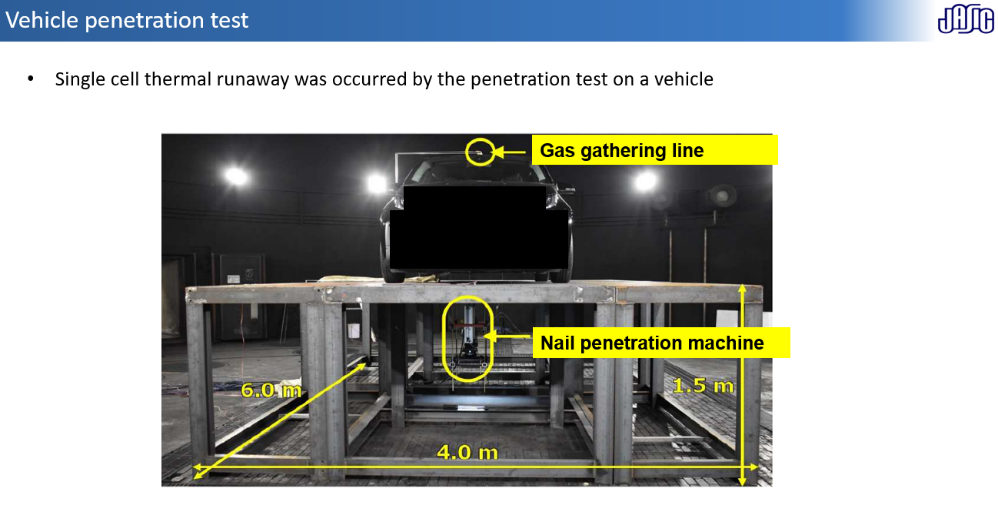 Vehicle penetration test
JASIC
• Single cell thermal runaway was occurred by the penetration test on a vehicle
Gas gathering line
Nail penetration machine
6.0 m
1.5 m
4.0 m